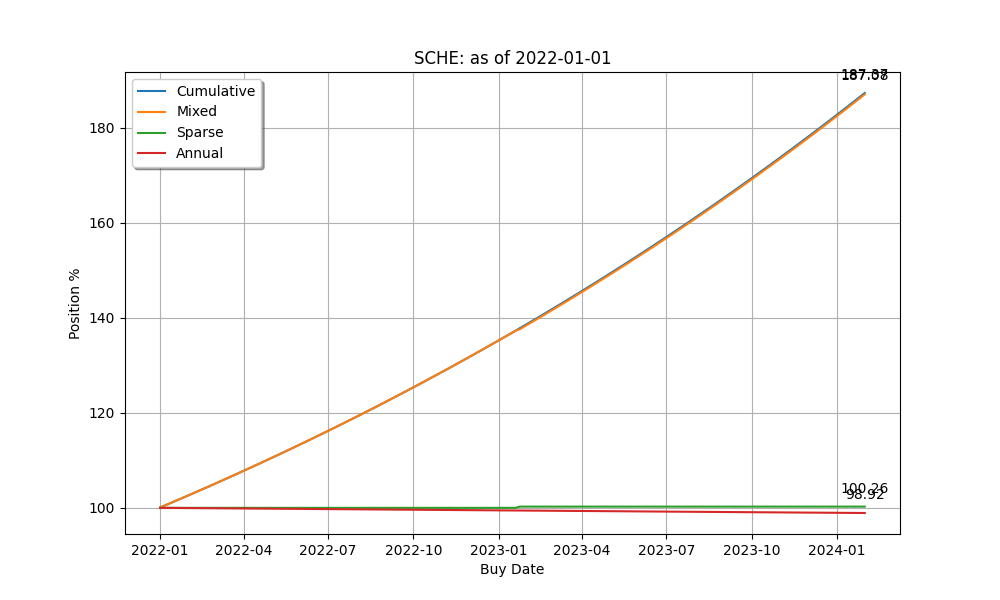 SCHE: as of 2022-01-01
Cumulative
Mixed
Sparse
Annual
180
160
140
120
100
Position %
100.26
98.92
2022-01
2022-04
2022-07
2022-10
2023-01
2023-04
2023-07
2023-10
2024-01
Buy Date